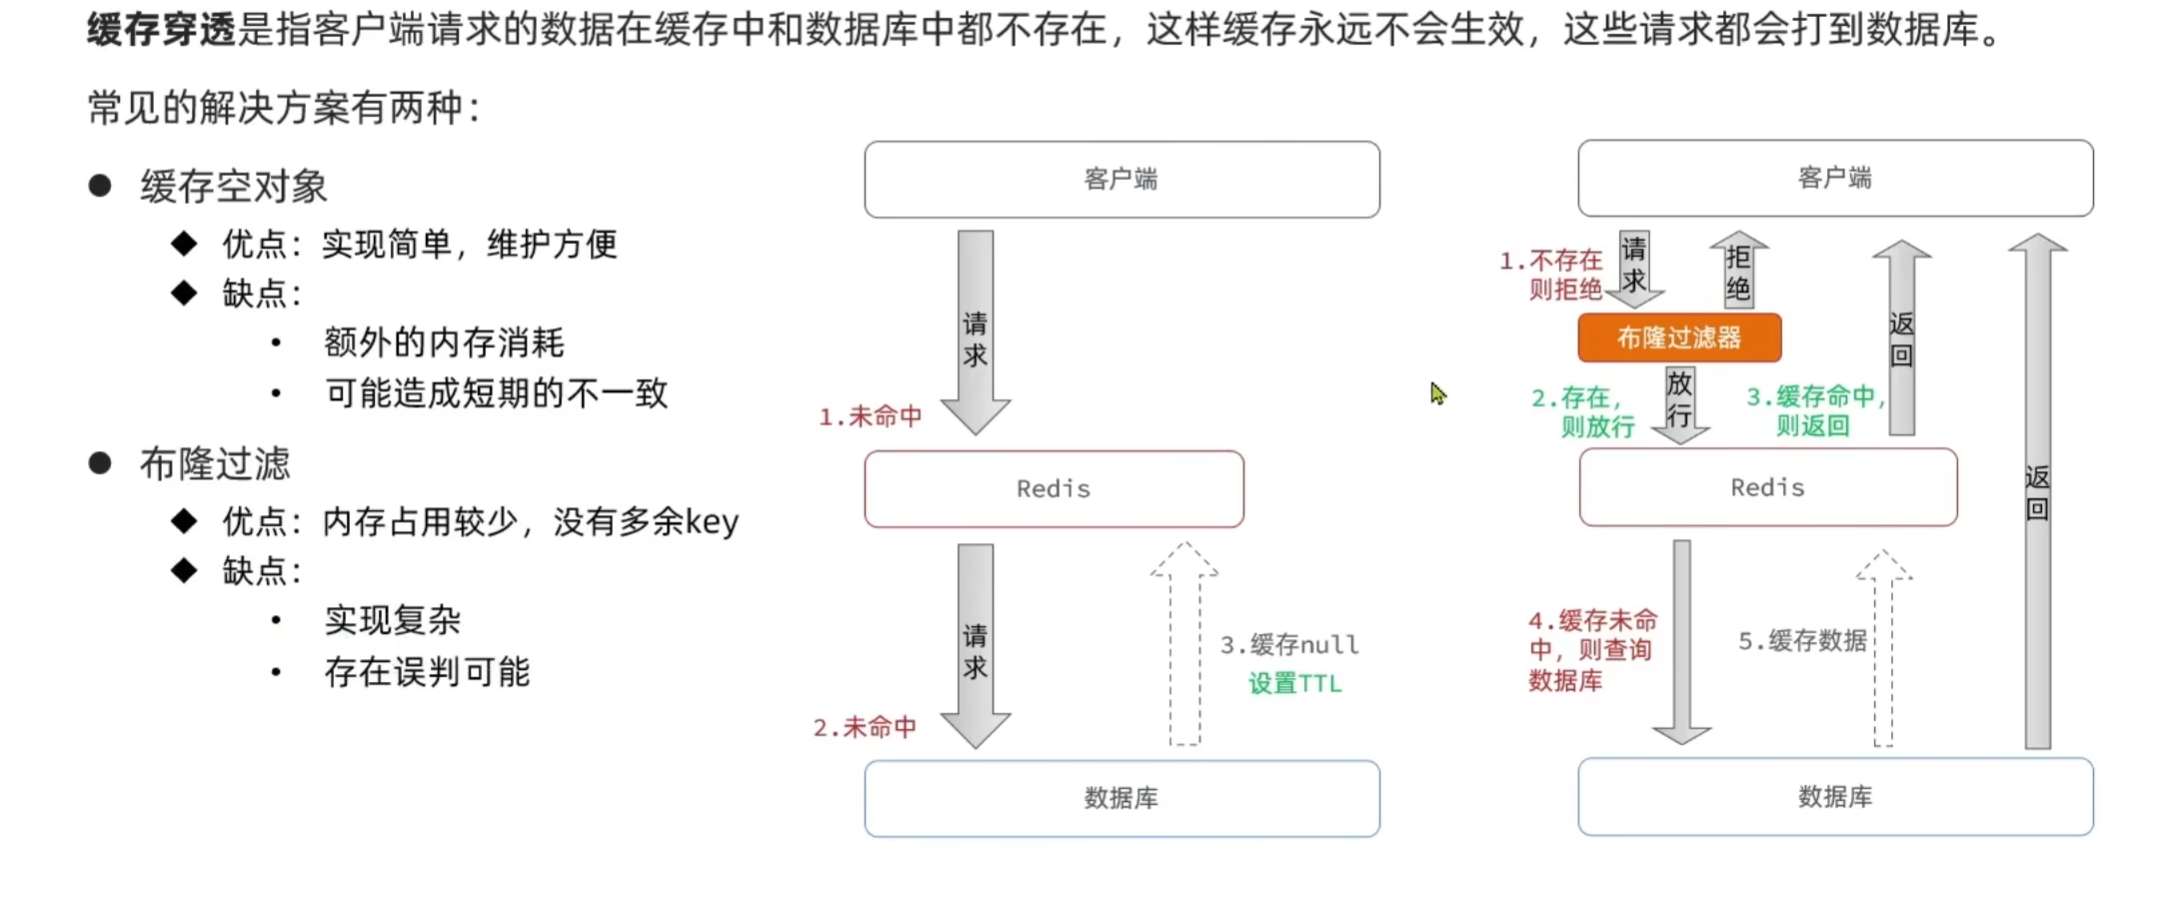 缓存穿透是指客户端请求的数据在缓存中和数据库中都不存在，这样缓存永远不会生效，这些请求都会打到数据库。
常见的解决方案有两种：
● 缓存空对象
◆ 优点：实现简单，维护方便
◆ 缺点：
• 额外的内存消耗
• 可能造成短期的不一致
● 布隆过滤
◆ 优点：内存占用较少，没有多余key
◆ 缺点：
• 实现复杂
• 存在误判可能
客户端
请求
1.未命中
Redis
请求
2.未命中
3.缓存null
设置TTL
数据库
客户端
1.不存在
则拒绝
请求
拒绝
布隆过滤器
2.存在，
则放行
放行
3.缓存命中，
则返回
返回
Redis
返回
4.缓存未命
中，则查询
数据库
5.缓存数据
数据库